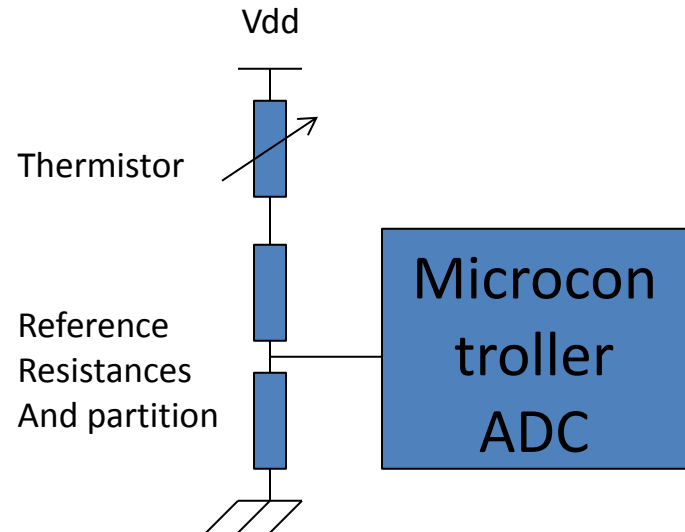 Vdd
Thermistor
Reference
Resistances
And partition
Microcon
troller
ADC